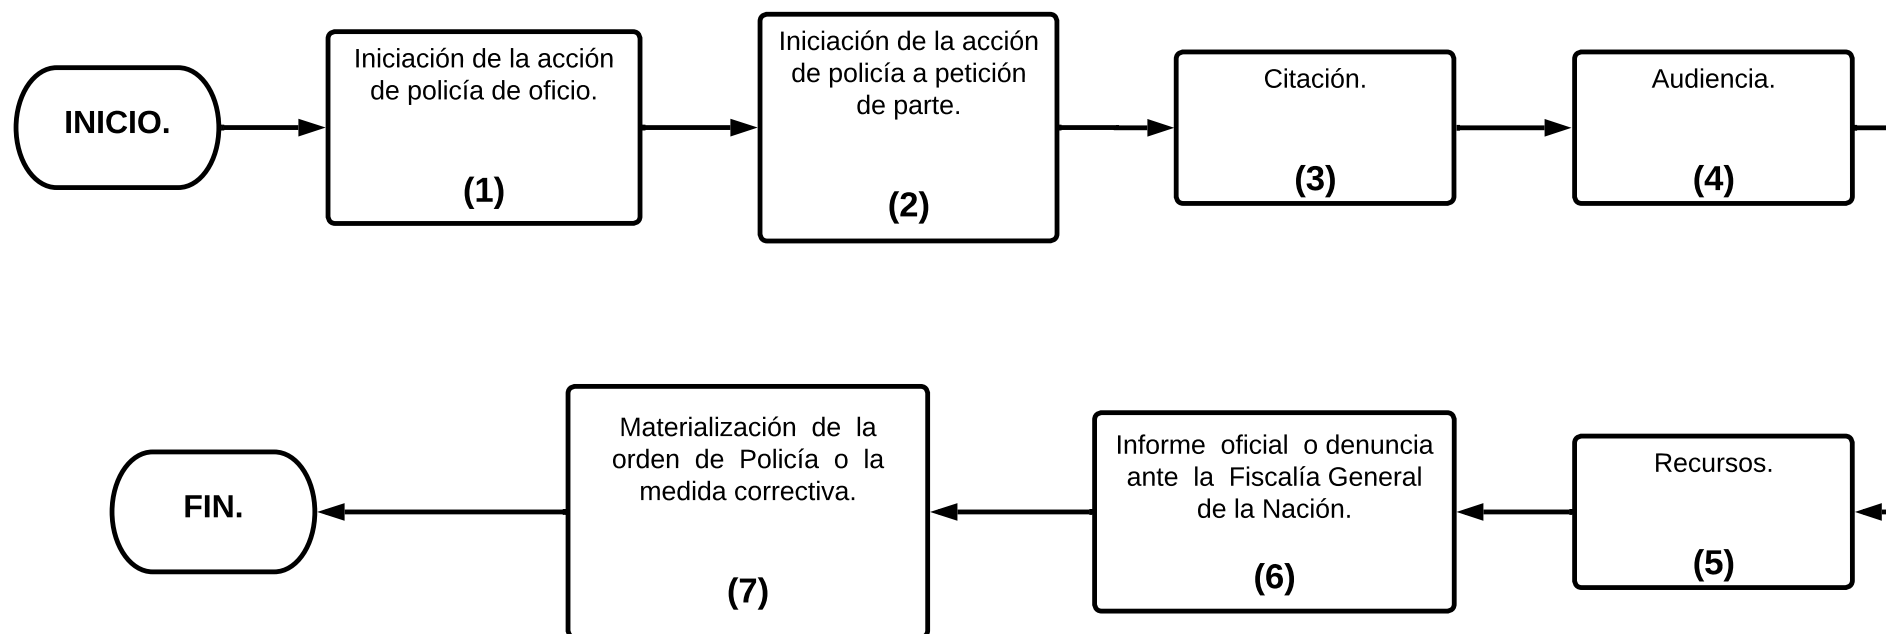 INICIO.
Iniciación de la acción
de policía de oficio.
(1)
Iniciación de la acción
de policía a petición
de parte.
(2)
Citación.
(3)
Audiencia.
(4)
Recursos.
(5)
Informe oficial o denuncia
ante la Fiscalía General
de la Nación.
(6)
Materialización de la
orden de Policía o la
medida correctiva.
(7)
FIN.